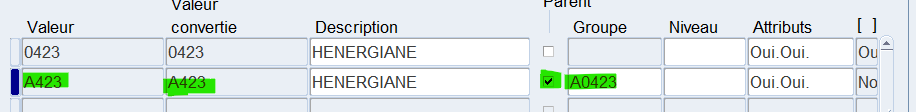 Valeur Parent
Valeur convertie Description Groupe Niveau Attributs [ ]
0423 0423 HENERGIANE Oui.Oui. Ou
A423 A423 HENERGIANE A0423 Oui.Oui. No